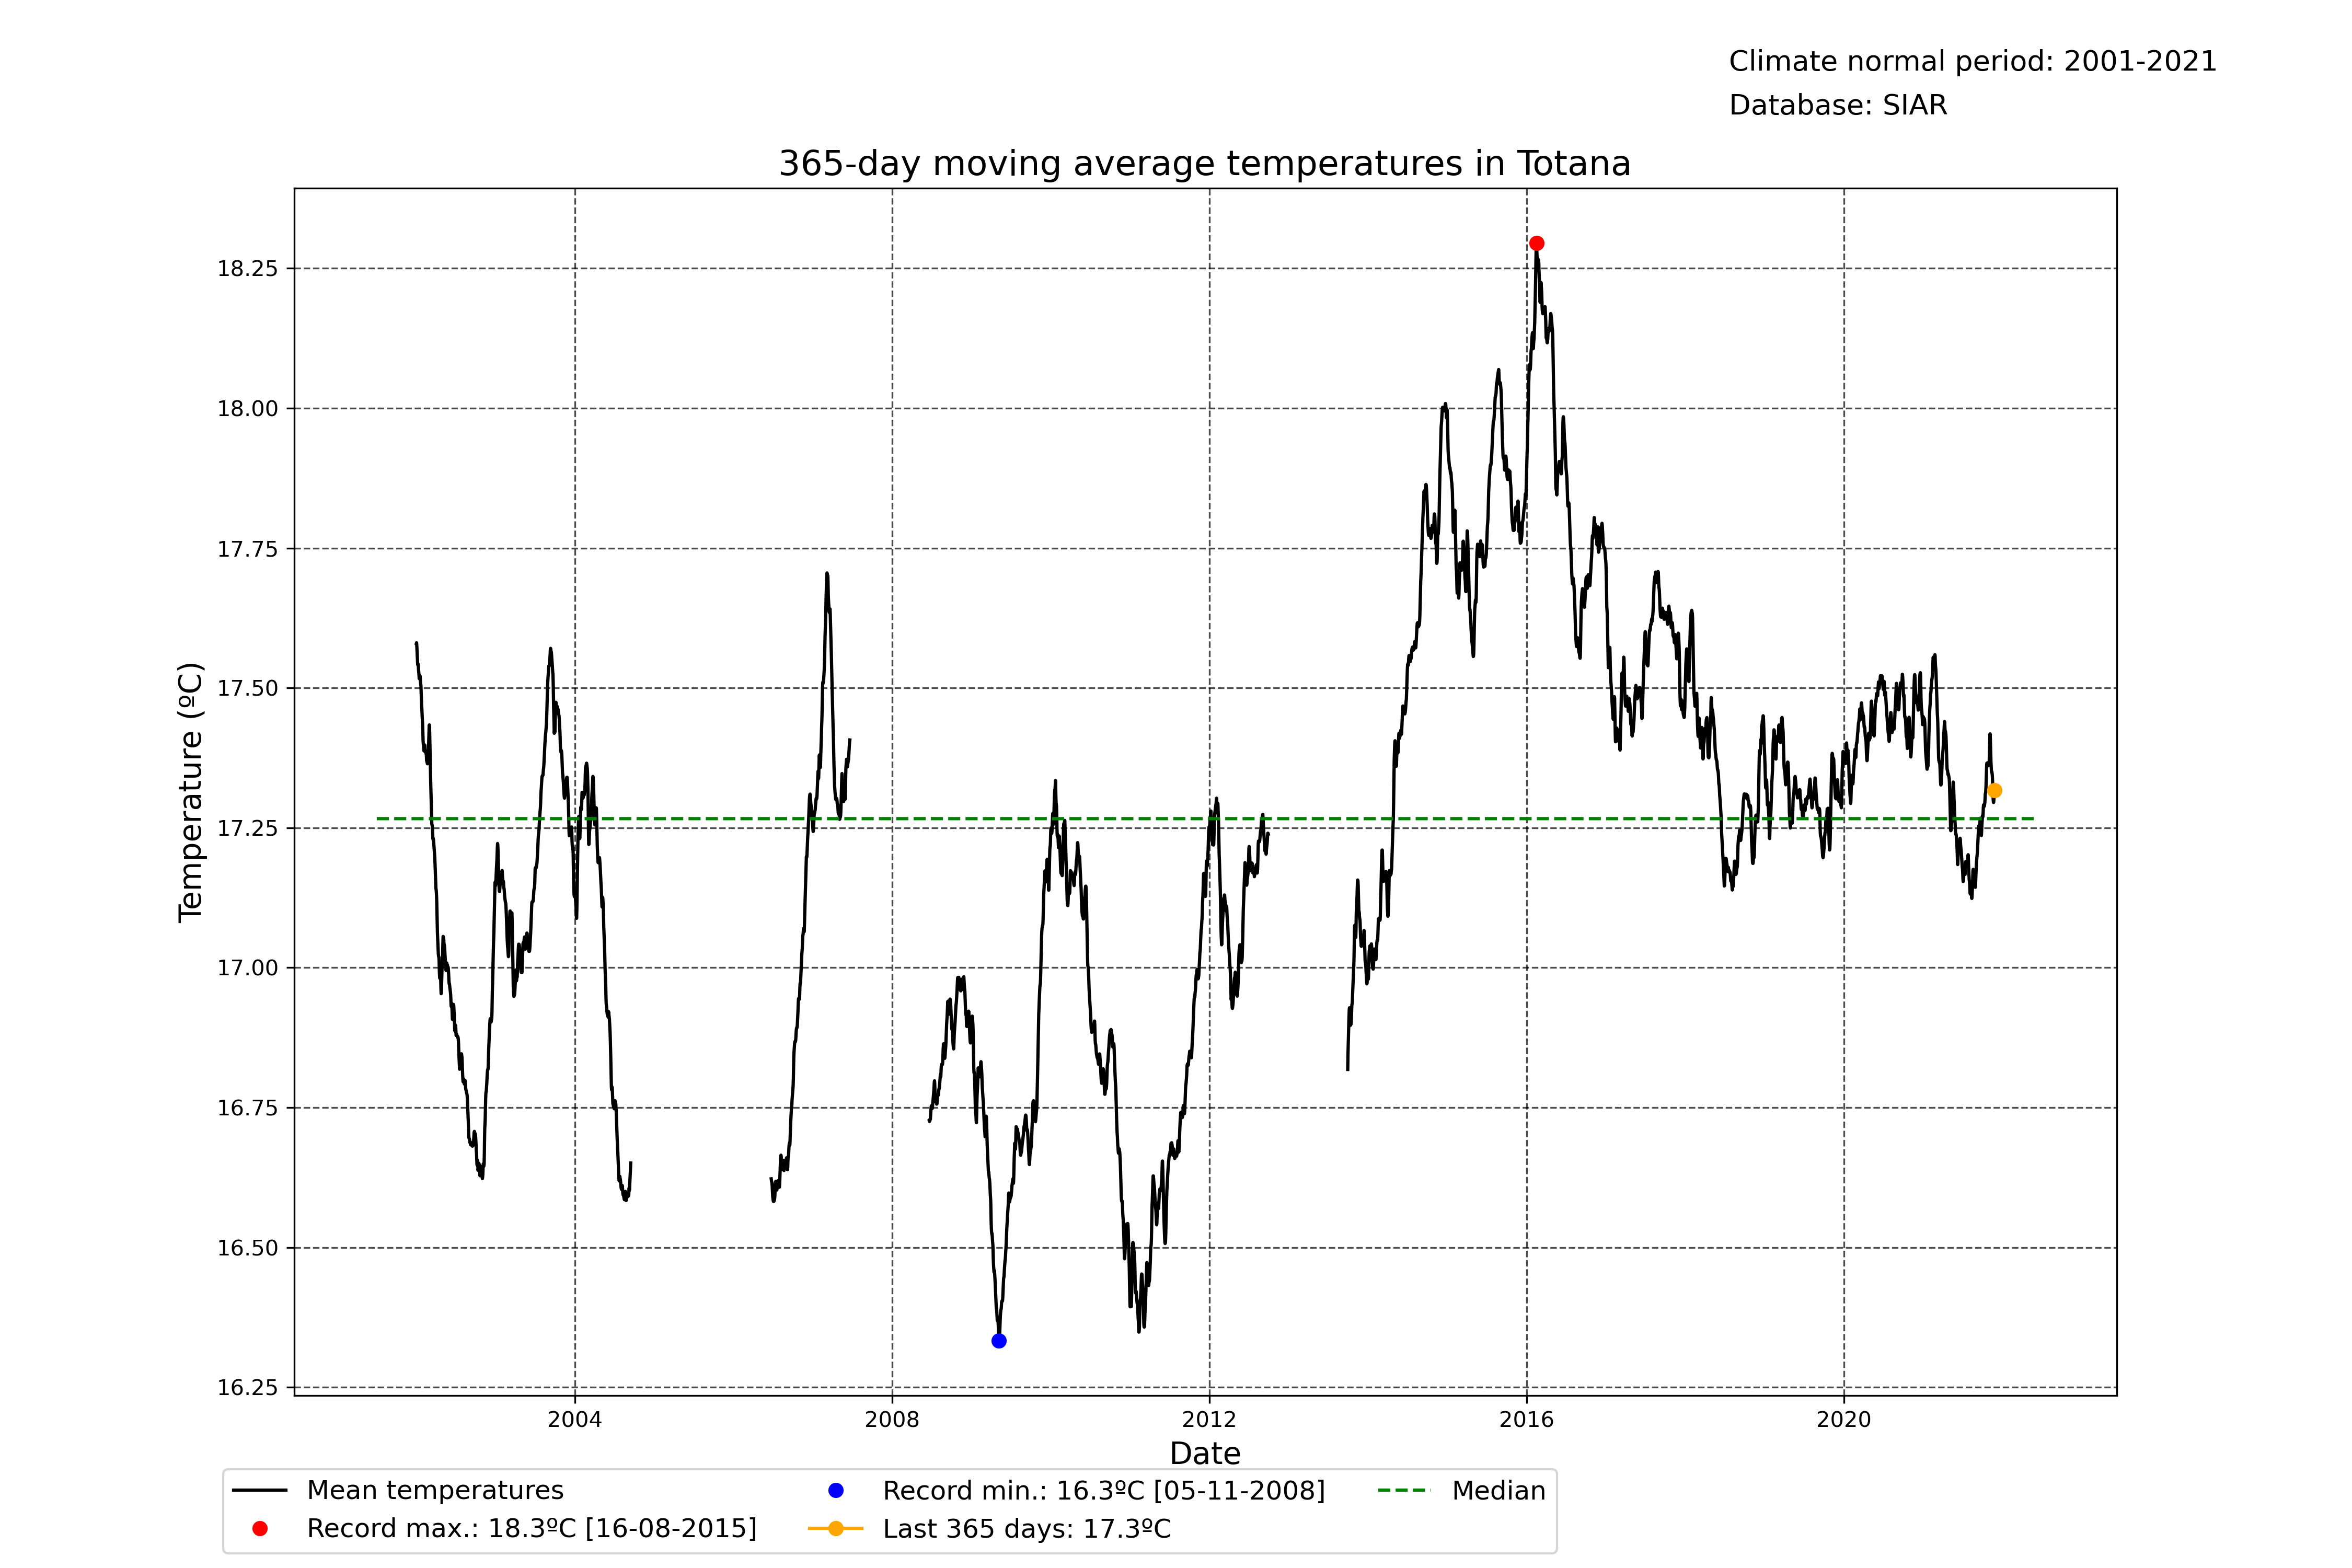 Climate normal period: 2001-2021
Database: SIAR
365-day moving average temperatures in Totana
18.25
18.00
17.75
17.50
17.25
17.00
16.75
16.50
16.25
Temperature (ºC)
2004 2008 2012 2016 2020
Date
Mean temperatures
Record max.: 18.3ºC [16-08-2015]
Record min.: 16.3ºC [05-11-2008]
Last 365 days: 17.3ºC
Median